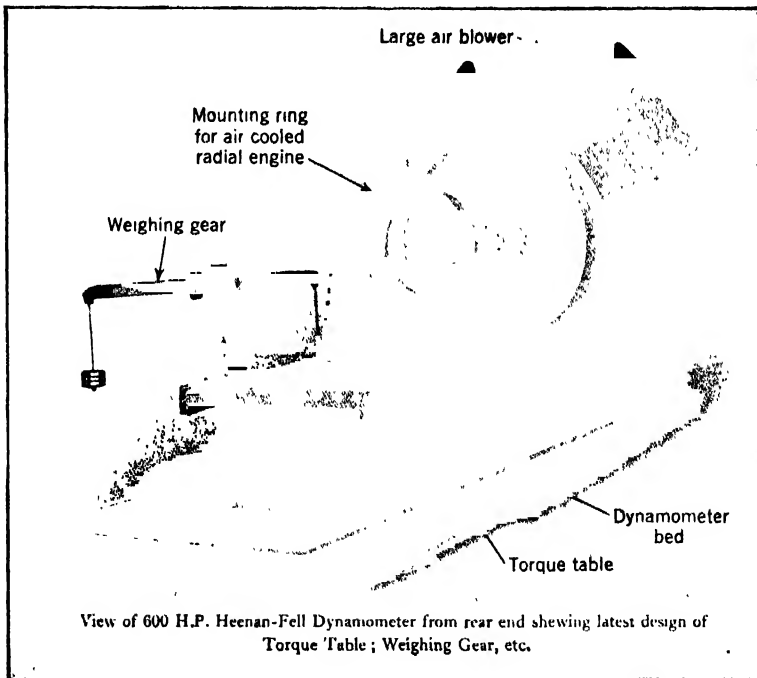 Large air blower
Mounting ring
for air cooled
radial engine
Weighing gear
Dynamometer
bed
Torque table
View of 600 H.P. Heenan-Fell Dynamometer from rear end shewing latest design of
Torque Table ; Weighing Gear, etc.